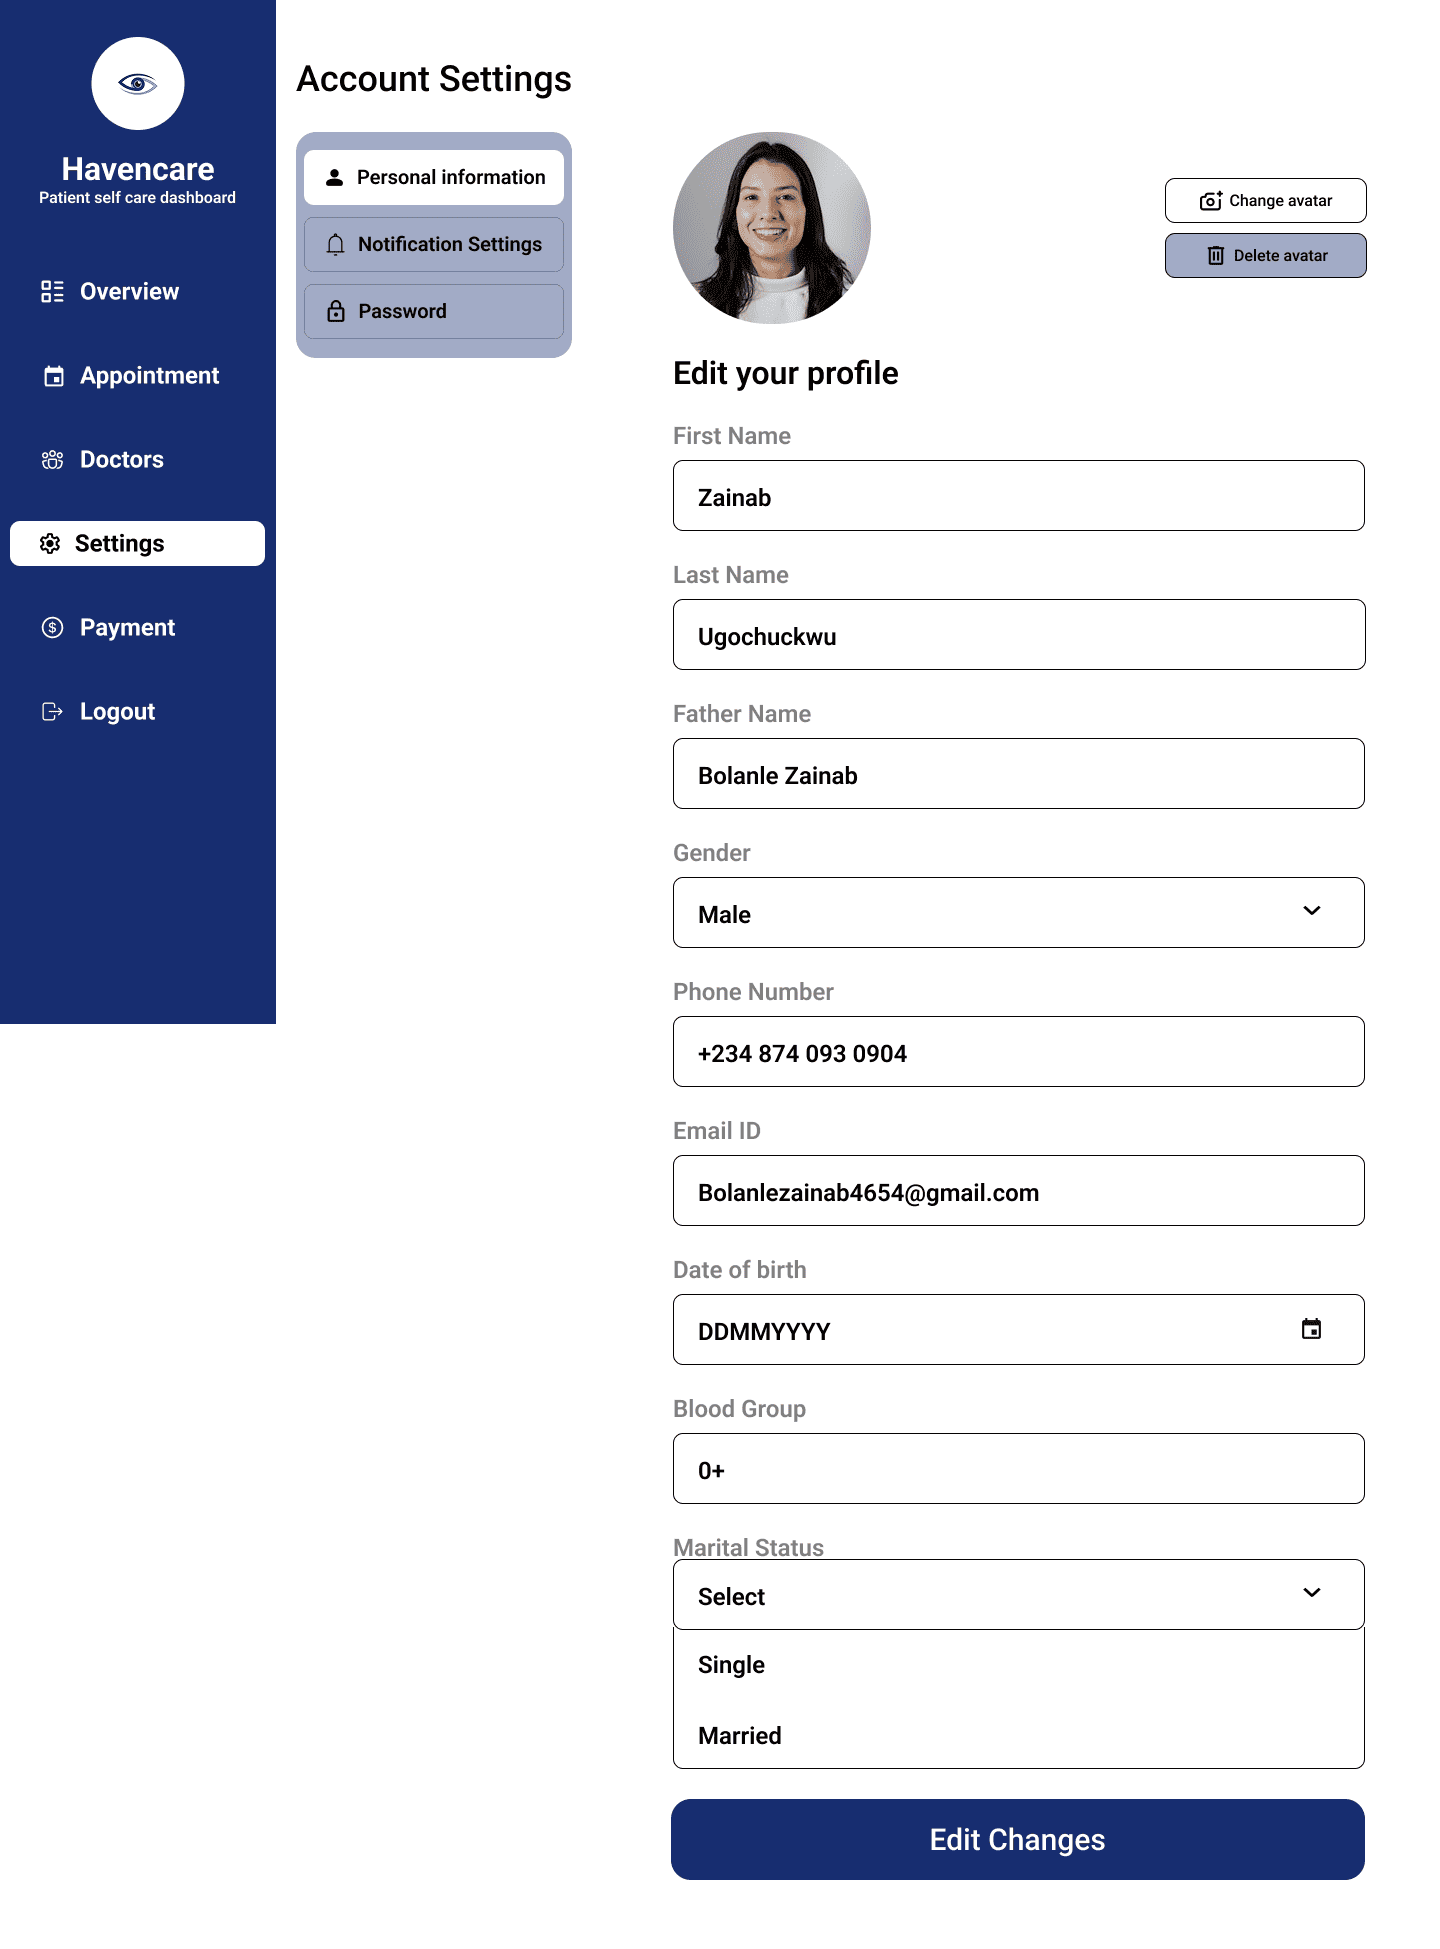 Havencare
Patient self care dashboard
Overview
Appointment
Doctors
Settings
Payment
Logout
Account Settings
Personal information
Notification Settings
Password
Change avatar
Delete avatar
Edit your profile
First Name
Zainab
Last Name
Ugochuckwu
Father Name
Bolanle Zainab
Gender
Male
Phone Number
+234 874 093 0904
Email ID
Bolanlezainab4654@gmail.com
Date of birth
DDMMYYYY
Blood Group
0+
Marital Status
Select
Single
Married
Edit Changes